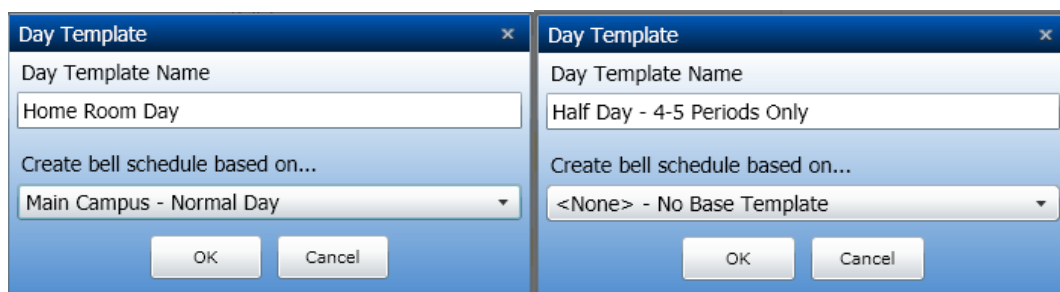 Day Template
Day Template Name
Home Room Day
Create bell schedule based on...
Main Campus - Normal Day
OK Cancel
Day Template
Day Template Name
Half Day - 4-5 Periods Only
Create bell schedule based on...
<None> - No Base Template
OK Cancel